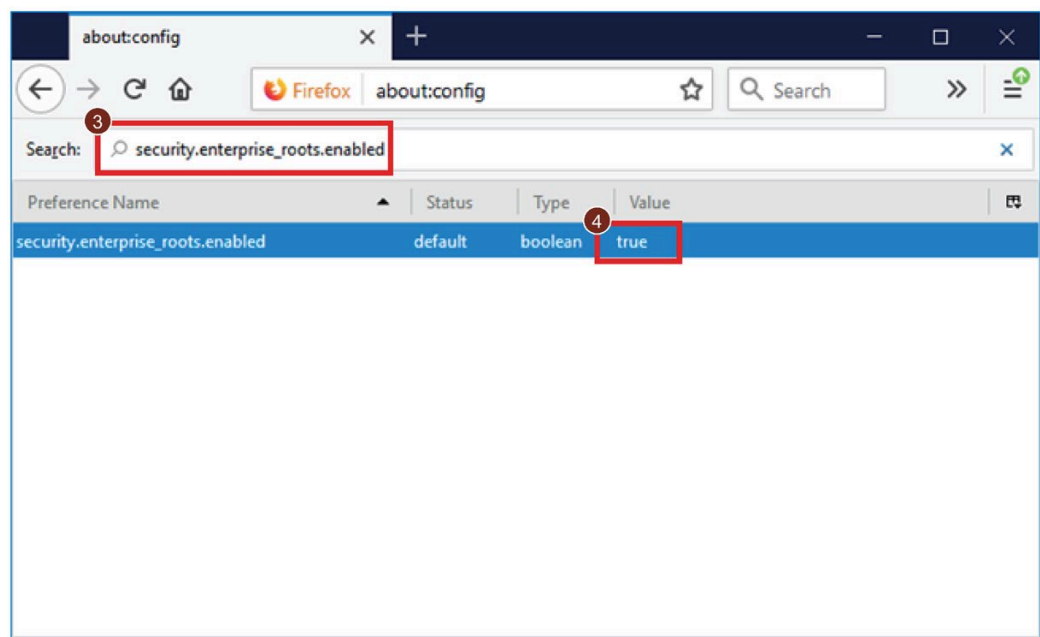 about:config
Firefox about:config Search
3
Search: security.enterprise_roots.enabled
Preference Name Status Type Value
4
security.enterprise_roots.enabled default boolean true